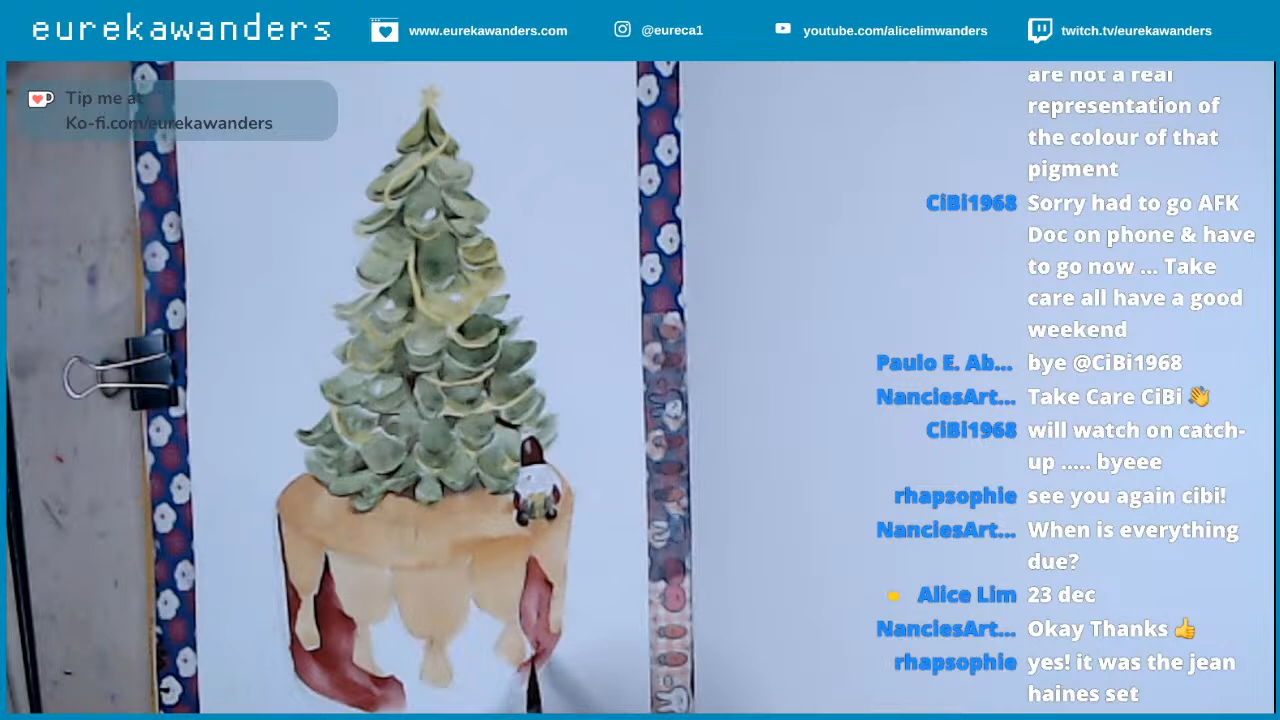 eurekawanders
www.eurekawanders.com
@eureca1
youtube.com/alicelimwanders
twitch.tv/eurekawanders
Tip me at
Ko-fi.com/eurekawanders
are not a real
representation of
the colour of that
pigment
CiBi1968 Sorry had to go AFK
Doc on phone & have
to go now ... Take
care all have a good
weekend
Paulo E. Ab... bye @CiBi1968
NanciesArt... Take Care CiBi 👋
CiBi1968 will watch on catch-
up ..... byeee
rhapsophie see you again cibi!
NanciesArt... When is everything
due?
Alice Lim 23 dec
NanciesArt... Okay Thanks 👍
rhapsophie yes! it was the jean
haines set